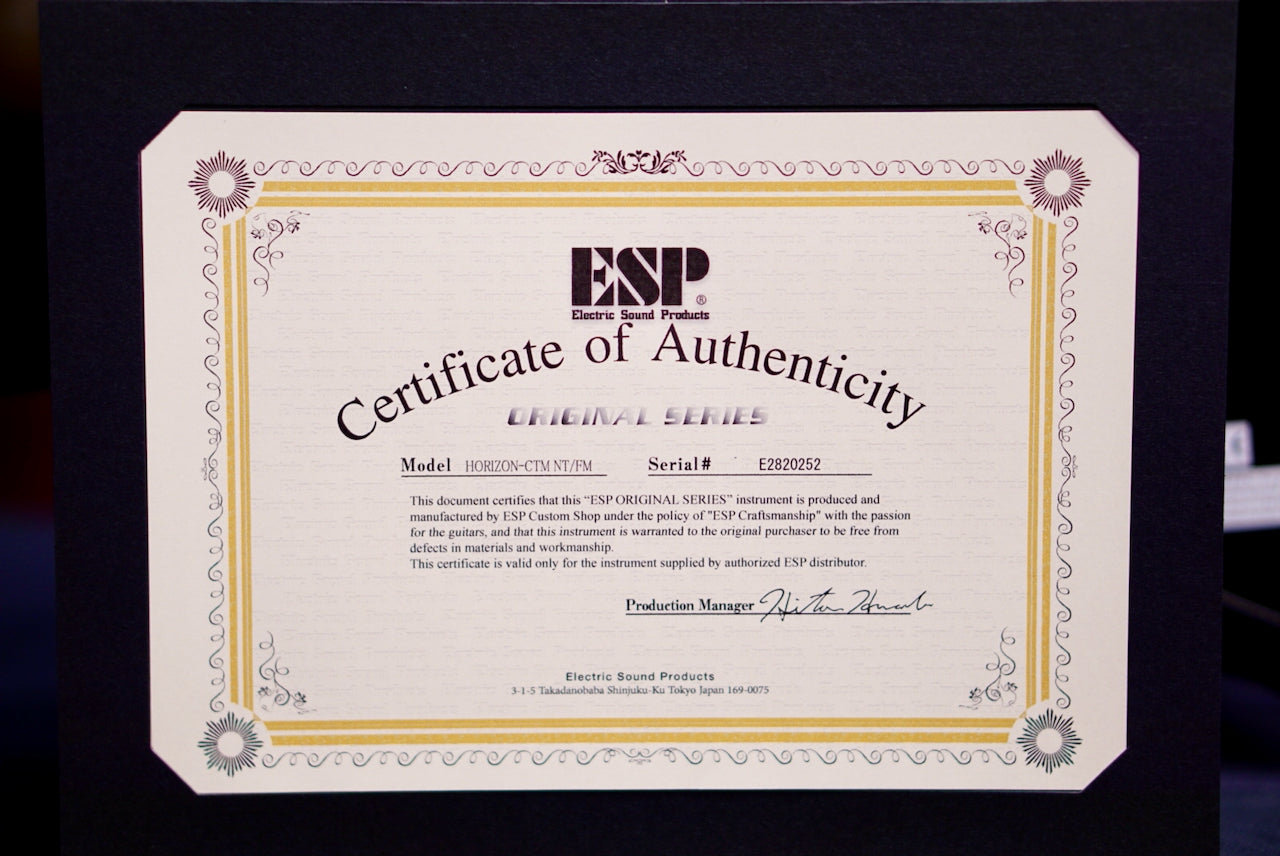 ESP®
Electric Sound Products
Certificate of Authenticity
ORIGINAL SERIES
Model HORIZON-CTM NT/FM Serial# E2820252
This document certifies that this “ESP ORIGINAL SERIES” instrument is produced and
manufactured by ESP Custom Shop under the policy of "ESP Craftsmanship" with the passion
for the guitars, and that this instrument is warranted to the original purchaser to be free from
defects in materials and workmanship.
This certificate is valid only for the instrument supplied by authorized ESP distributor.
Production Manager
Electric Sound Products
3-1-5 Takadanobaba Shinjuku-Ku Tokyo Japan 169-0075